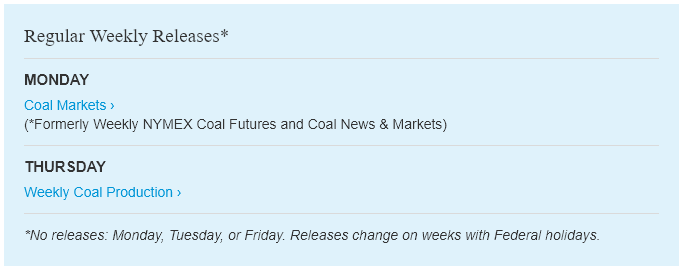 Regular Weekly Releases*
MONDAY
Coal Markets ›
(*Formerly Weekly NYMEX Coal Futures and Coal News & Markets)
THURSDAY
Weekly Coal Production ›
*No releases: Monday, Tuesday, or Friday. Releases change on weeks with Federal holidays.